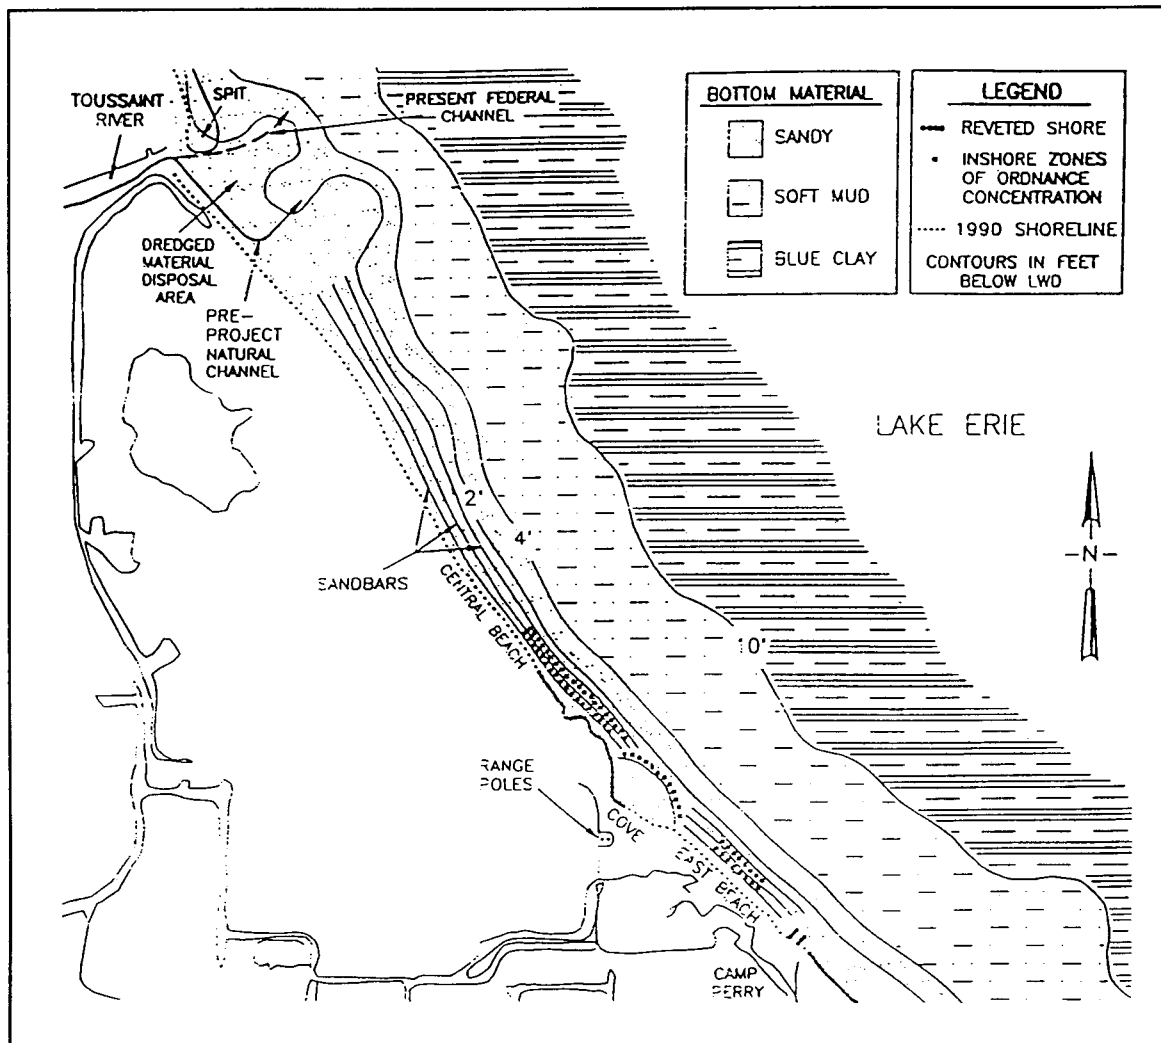 TOUSSAINT
RIVER
SPIT
PRESENT FEDERAL
CHANNEL
DREDGED
MATERIAL
DISPOSAL
AREA
PRE-
PROJECT
NATURAL
CHANNEL
BOTTOM MATERIAL
SANDY
SOFT MUD
BLUE CLAY
LEGEND
REVETED SHORE
INSHORE ZONES
OF ORDNANCE
CONCENTRATION
1990 SHORELINE
CONTOURS IN FEET
BELOW LWD
LAKE ERIE
-N-
2'
4'
10'
SANDBARS
CENTRAL BEACH
RANGE
POLES
COVE
EAST BEACH
CAMP
PERRY